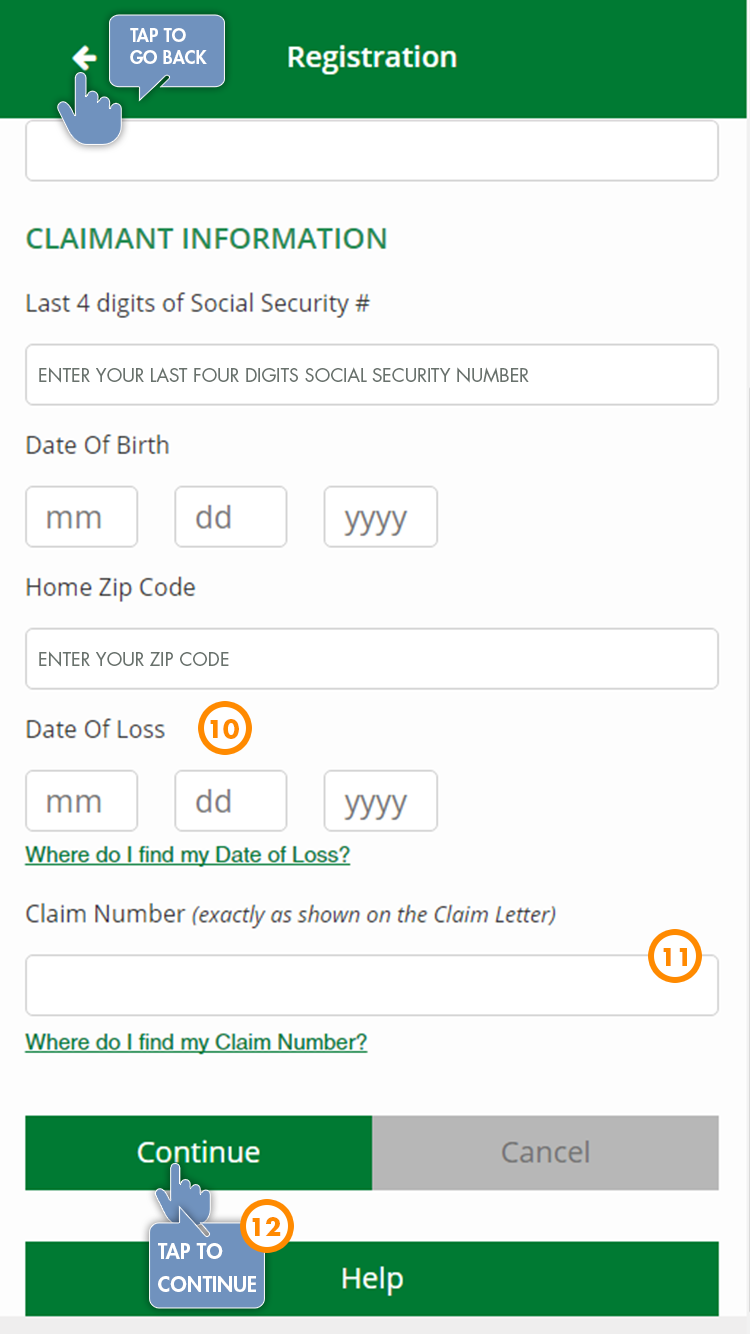 TAP TO
GO BACK
Registration
CLAIMANT INFORMATION
Last 4 digits of Social Security #
ENTER YOUR LAST FOUR DIGITS SOCIAL SECURITY NUMBER
Date Of Birth
mm dd yyyy
Home Zip Code
ENTER YOUR ZIP CODE
Date Of Loss 10
mm dd yyyy
Where do I find my Date of Loss?
Claim Number (exactly as shown on the Claim Letter)
11
Where do I find my Claim Number?
Continue Cancel
12
TAP TO
CONTINUE
Help